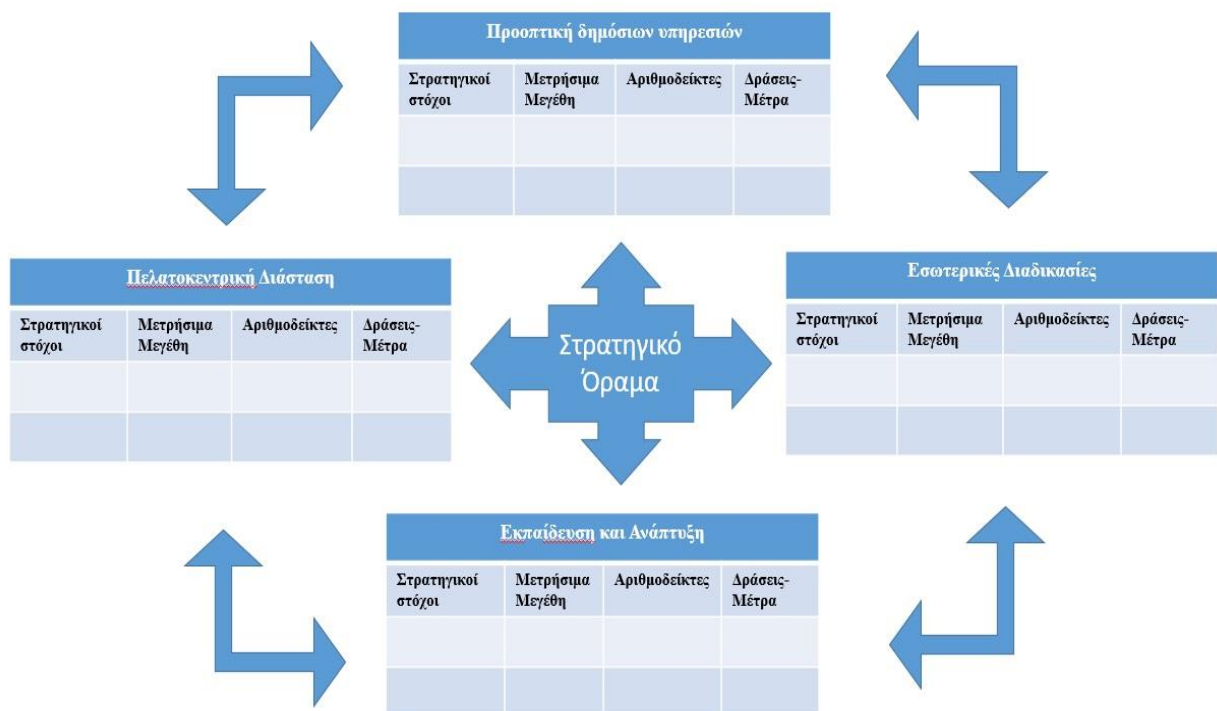 Προοπτική δημόσιων υπηρεσιών
Στρατηγικοί στόχοι
Μετρήσιμα Μεγέθη
Αριθμοδείκτες
Δράσεις-Μέτρα
Πελατοκεντρική Διάσταση
Στρατηγικοί στόχοι
Μετρήσιμα Μεγέθη
Αριθμοδείκτες
Δράσεις-Μέτρα
Στρατηγικό
Όραμα
Εσωτερικές Διαδικασίες
Στρατηγικοί στόχοι
Μετρήσιμα Μεγέθη
Αριθμοδείκτες
Δράσεις-Μέτρα
Εκπαίδευση και Ανάπτυξη
Στρατηγικοί στόχοι
Μετρήσιμα Μεγέθη
Αριθμοδείκτες
Δράσεις-Μέτρα